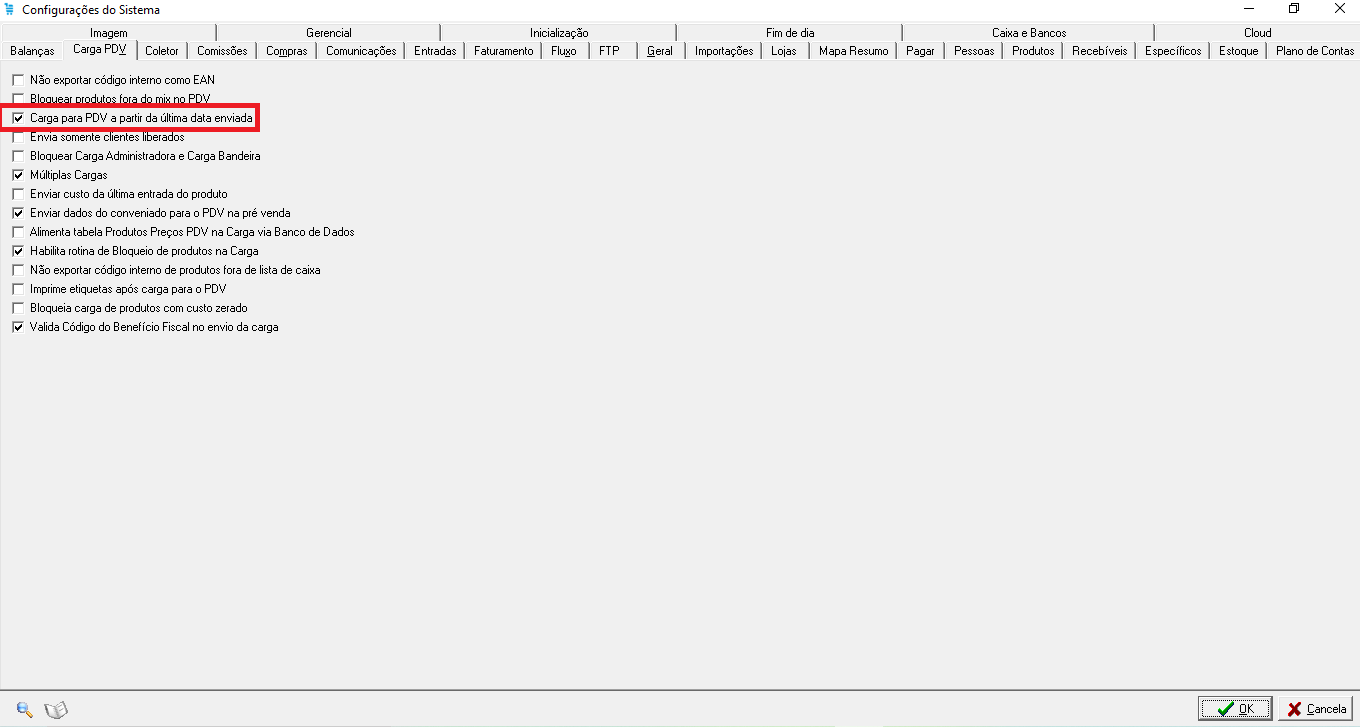 Configurações do Sistema
Imagem Gerencial Inicialização Fim de dia Caixa e Bancos Cloud
Balanças Carga PDV Coletor Comissões Compras Comunicações Entradas Faturamento Fluxo FTP Geral Importações Lojas Mapa Resumo Pagar Pessoas Produtos Recebíveis Específicos Estoque Plano de Contas
Não exportar código interno como EAN
Bloquear produtos fora do mix no PDV
Carga para PDV a partir da última data enviada
Envia somente clientes liberados
Bloquear Carga Administradora e Carga Bandeira
Múltiplas Cargas
Enviar custo da última entrada do produto
Enviar dados do conveniado para o PDV na pré venda
Alimenta tabela Produtos Preços PDV na Carga via Banco de Dados
Habilita rotina de Bloqueio de produtos na Carga
Não exportar código interno de produtos fora de lista de caixa
Imprime etiquetas após carga para o PDV
Bloqueia carga de produtos com custo zerado
Valida Código do Benefício Fiscal no envio da carga
OK Cancela